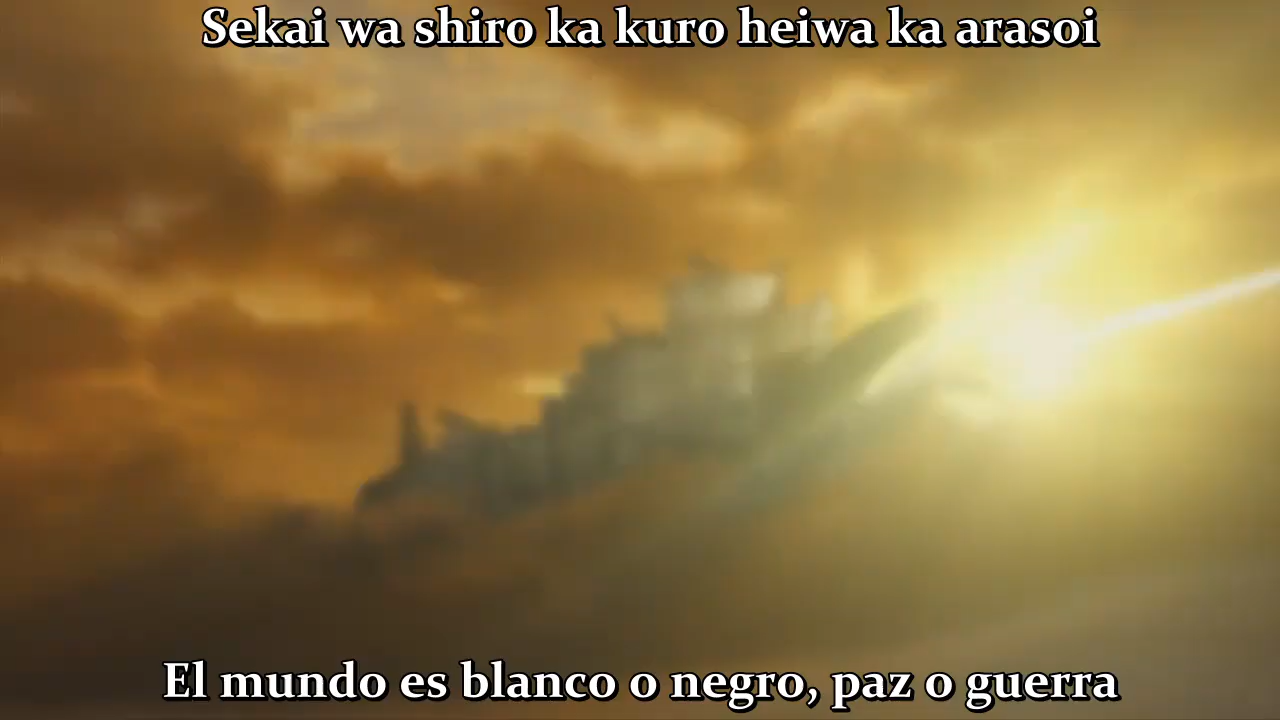 Sekai wa shiro ka kuro heiwa ka arasoi
El mundo es blanco o negro, paz o guerra